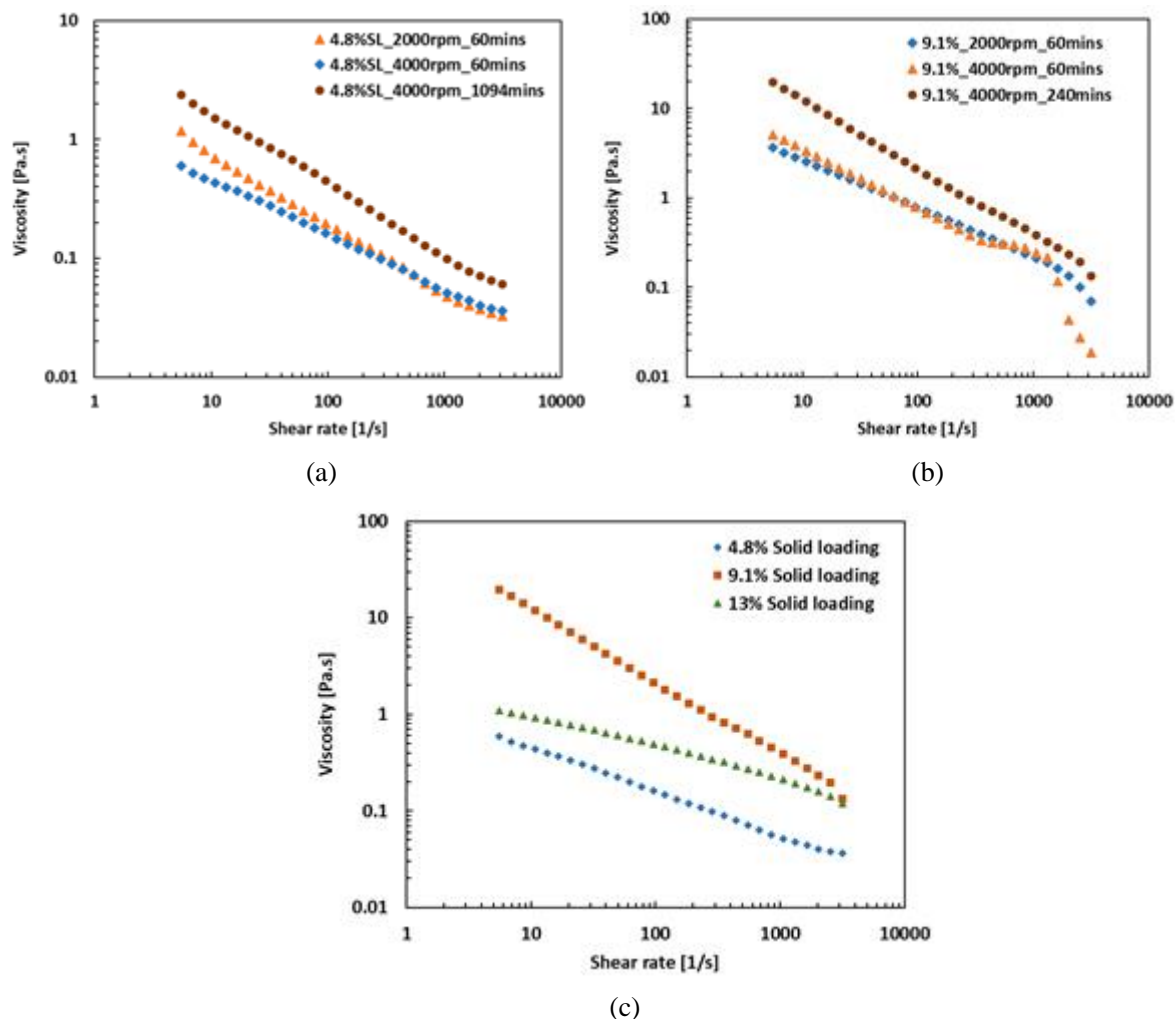 10
1
0.1
0.01
Viscosity [Pa.s]
4.8%SL_2000rpm_60mins
4.8%SL_4000rpm_60mins
4.8%SL_4000rpm_1094mins
1 10 100 1000 10000
Shear rate [1/s]
(a)
100
10
1
0.1
0.01
Viscosity [Pa.s]
9.1%_2000rpm_60mins
9.1%_4000rpm_60mins
9.1%_4000rpm_240mins
1 10 100 1000 10000
Shear rate [1/s]
(b)
100
10
1
0.1
0.01
Viscosity [Pa.s]
4.8% Solid loading
9.1% Solid loading
13% Solid loading
1 10 100 1000 10000
Shear rate [1/s]
(c)